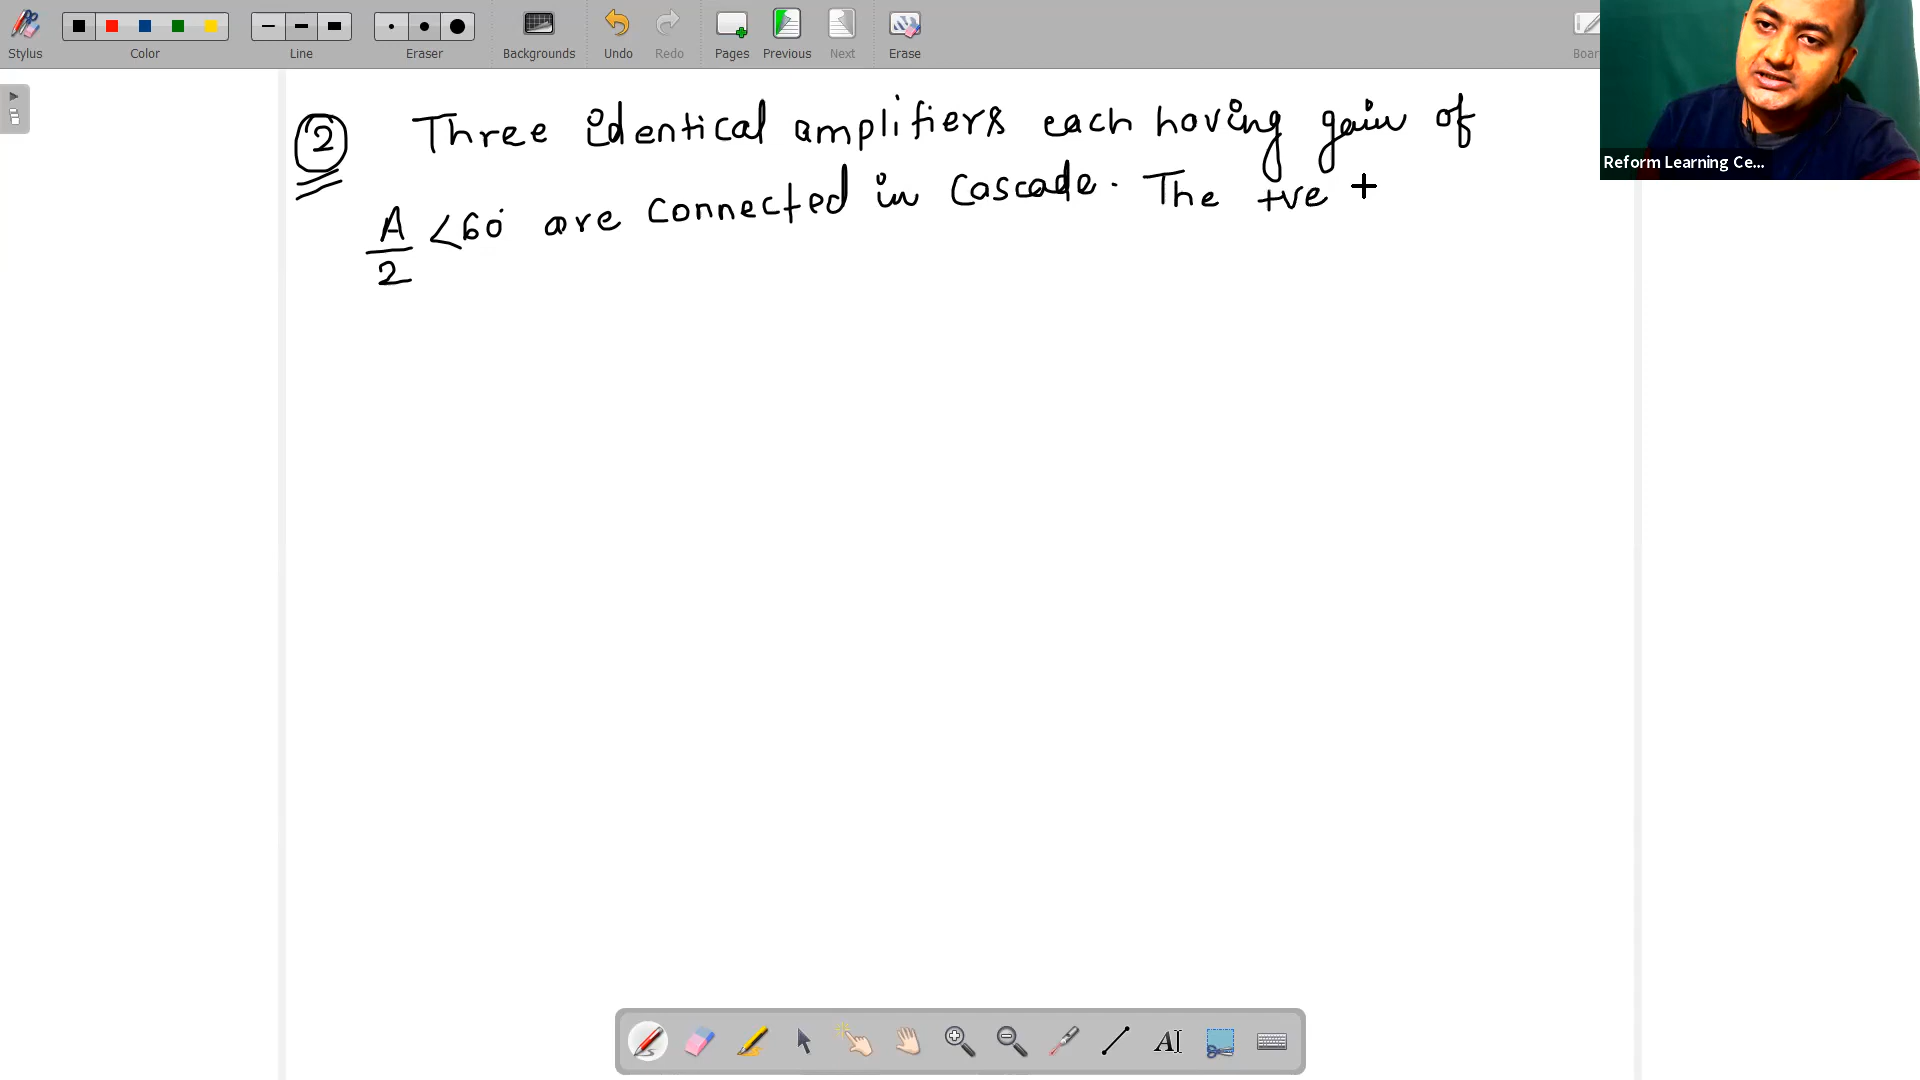 Stylus
Color
Line
Eraser
Backgrounds
Undo
Redo
Pages
Previous
Next
Erase
Boar
Reform Learning Ce...
② Three identical amplifiers each having gain of
A/2 <60° are connected in Cascade. The +ve